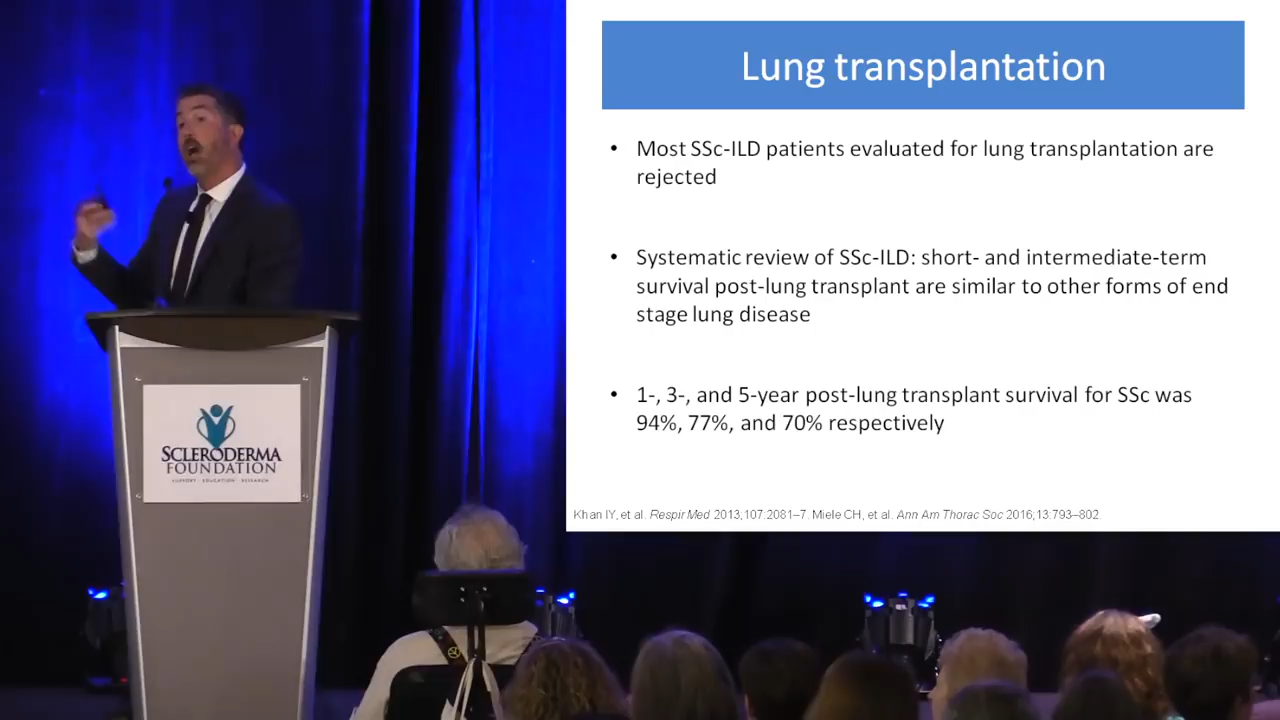 Lung transplantation
• Most SSc-ILD patients evaluated for lung transplantation are
rejected
• Systematic review of SSc-ILD: short- and intermediate-term
survival post-lung transplant are similar to other forms of end
stage lung disease
• 1-, 3-, and 5-year post-lung transplant survival for SSc was
94%, 77%, and 70% respectively
Khan IY, et al. Respir Med 2013;107:2081–7. Miele CH, et al. Ann Am Thorac Soc 2016;13:793–802.
SCLERODERMA
FOUNDATION
SUPPORT EDUCATION RESEARCH